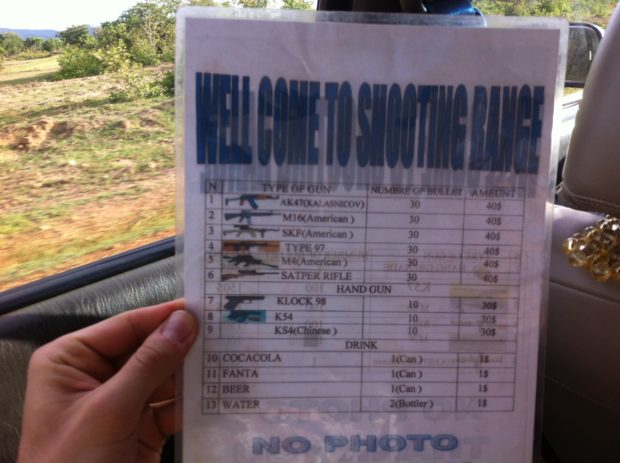 WELL COME TO SHOOTING RANGE
N TYPE OF GUN NUMBRE OF BULLET AMOUNT
1 AK47(KALASNICOV) 30 40$
2 M16(American ) 30 40$
3 SKF(American ) 30 40$
4 TYPE 97 30 40$
5 M4(American ) 30 40$
6 SATPER RIFLE 30 40$
HAND GUN
7 KLOCK 98 10 30$
8 K54 10 30$
9 KS4(Chinese ) 10 30$
DRINK
10 COCACOLA 1(Can ) 1$
11 FANTA 1(Can ) 1$
12 BEER 1(Can ) 1$
13 WATER 2(Bottler ) 1$
NO PHOTO